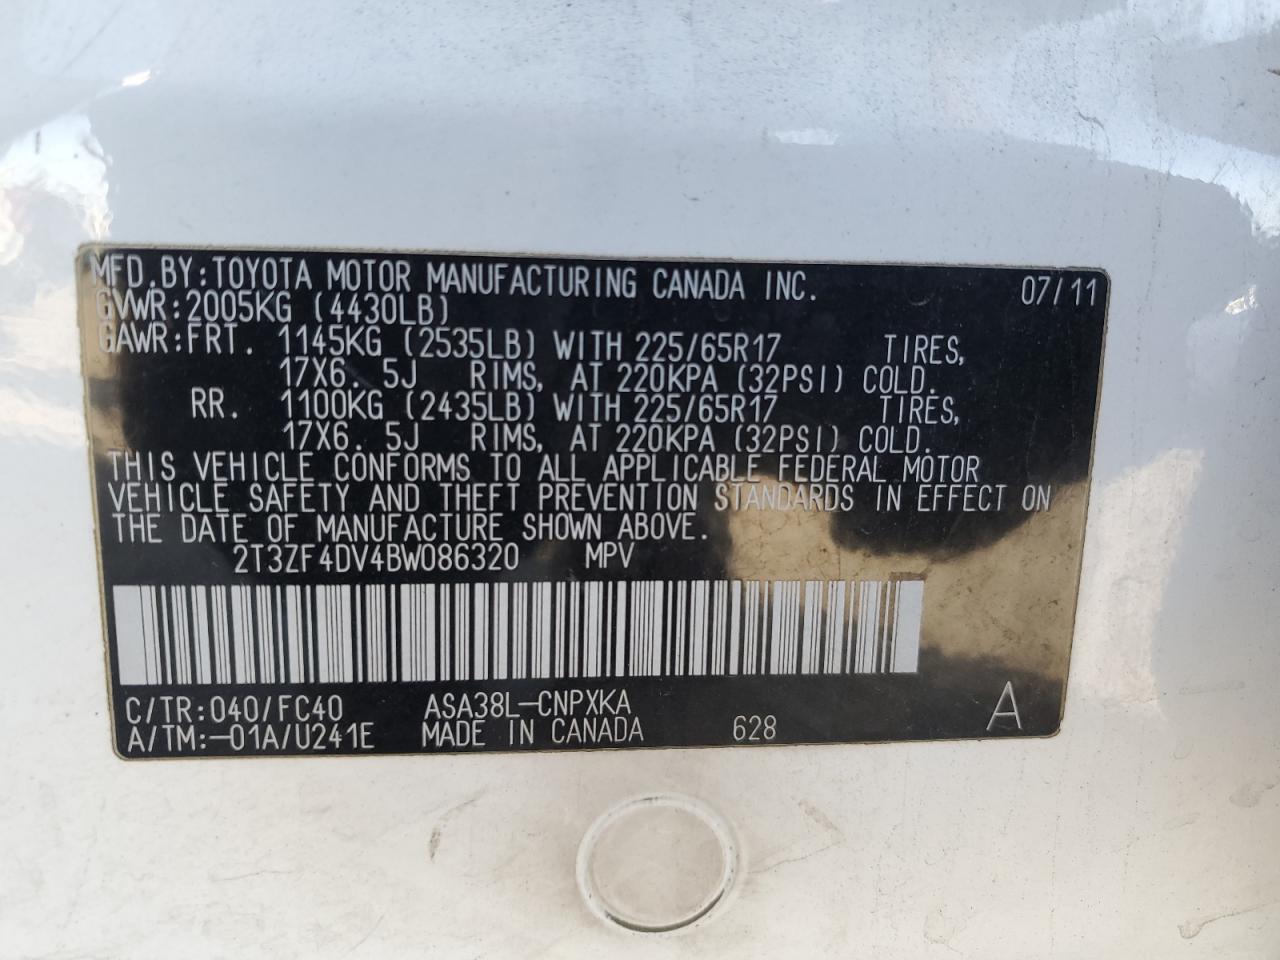 MFD.BY:TOYOTA MOTOR MANUFACTURING CANADA INC. 07/11
GVWR:2005KG (4430LB)
GAWR:FRT. 1145KG (2535LB) WITH 225/65R17 TIRES,
17X6. 5J RIMS, AT 220KPA (32PSI) COLD.
RR. 1100KG (2435LB) WITH 225/65R17 TIRES,
17X6. 5J RIMS, AT 220KPA (32PSI) COLD.
THIS VEHICLE CONFORMS TO ALL APPLICABLE FEDERAL MOTOR
VEHICLE SAFETY AND THEFT PREVENTION STANDARDS IN EFFECT ON
THE DATE OF MANUFACTURE SHOWN ABOVE.
2T3ZF4DV4BW086320 MPV
C/TR:040/FC40 ASA38L-CNPXKA
A/TM:-01A/U241E MADE IN CANADA 628 A